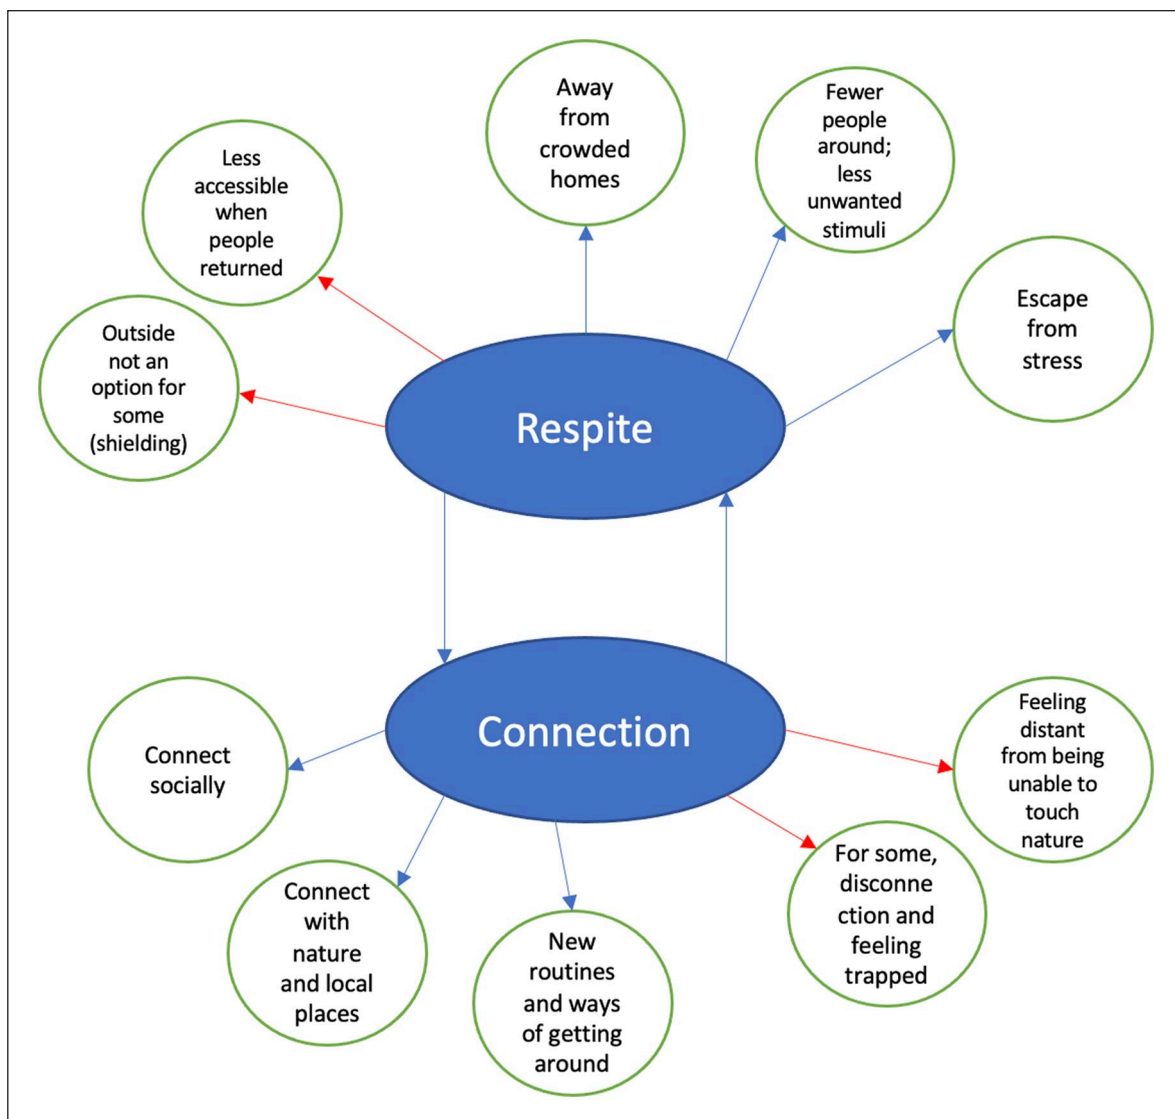 Away
from
crowded
homes
Fewer
people
around;
less
unwanted
stimuli
Less
accessible
when
people
returned
Escape
from
stress
Outside
not an
option for
some
(shielding)
Respite
Connection
Connect
socially
Feeling
distant
from being
unable to
touch
nature
For some,
disconne
ction and
feeling
trapped
Connect
with
nature
and local
places
New
routines
and ways
of getting
around